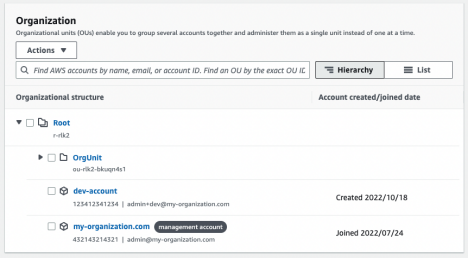 Organization
Organizational units (OUs) enable you to group several accounts together and administer them as a single unit instead of one at a time.
Actions
Find AWS accounts by name, email, or account ID. Find an OU by the exact OU ID.
Hierarchy
List
Organizational structure
Account created/joined date
Root
r-rlk2
OrgUnit
ou-rlk2-bkuqn4s1
dev-account
123412341234 | admin+dev@my-organization.com
Created 2022/10/18
my-organization.com management account
432143214321 | admin@my-organization.com
Joined 2022/07/24